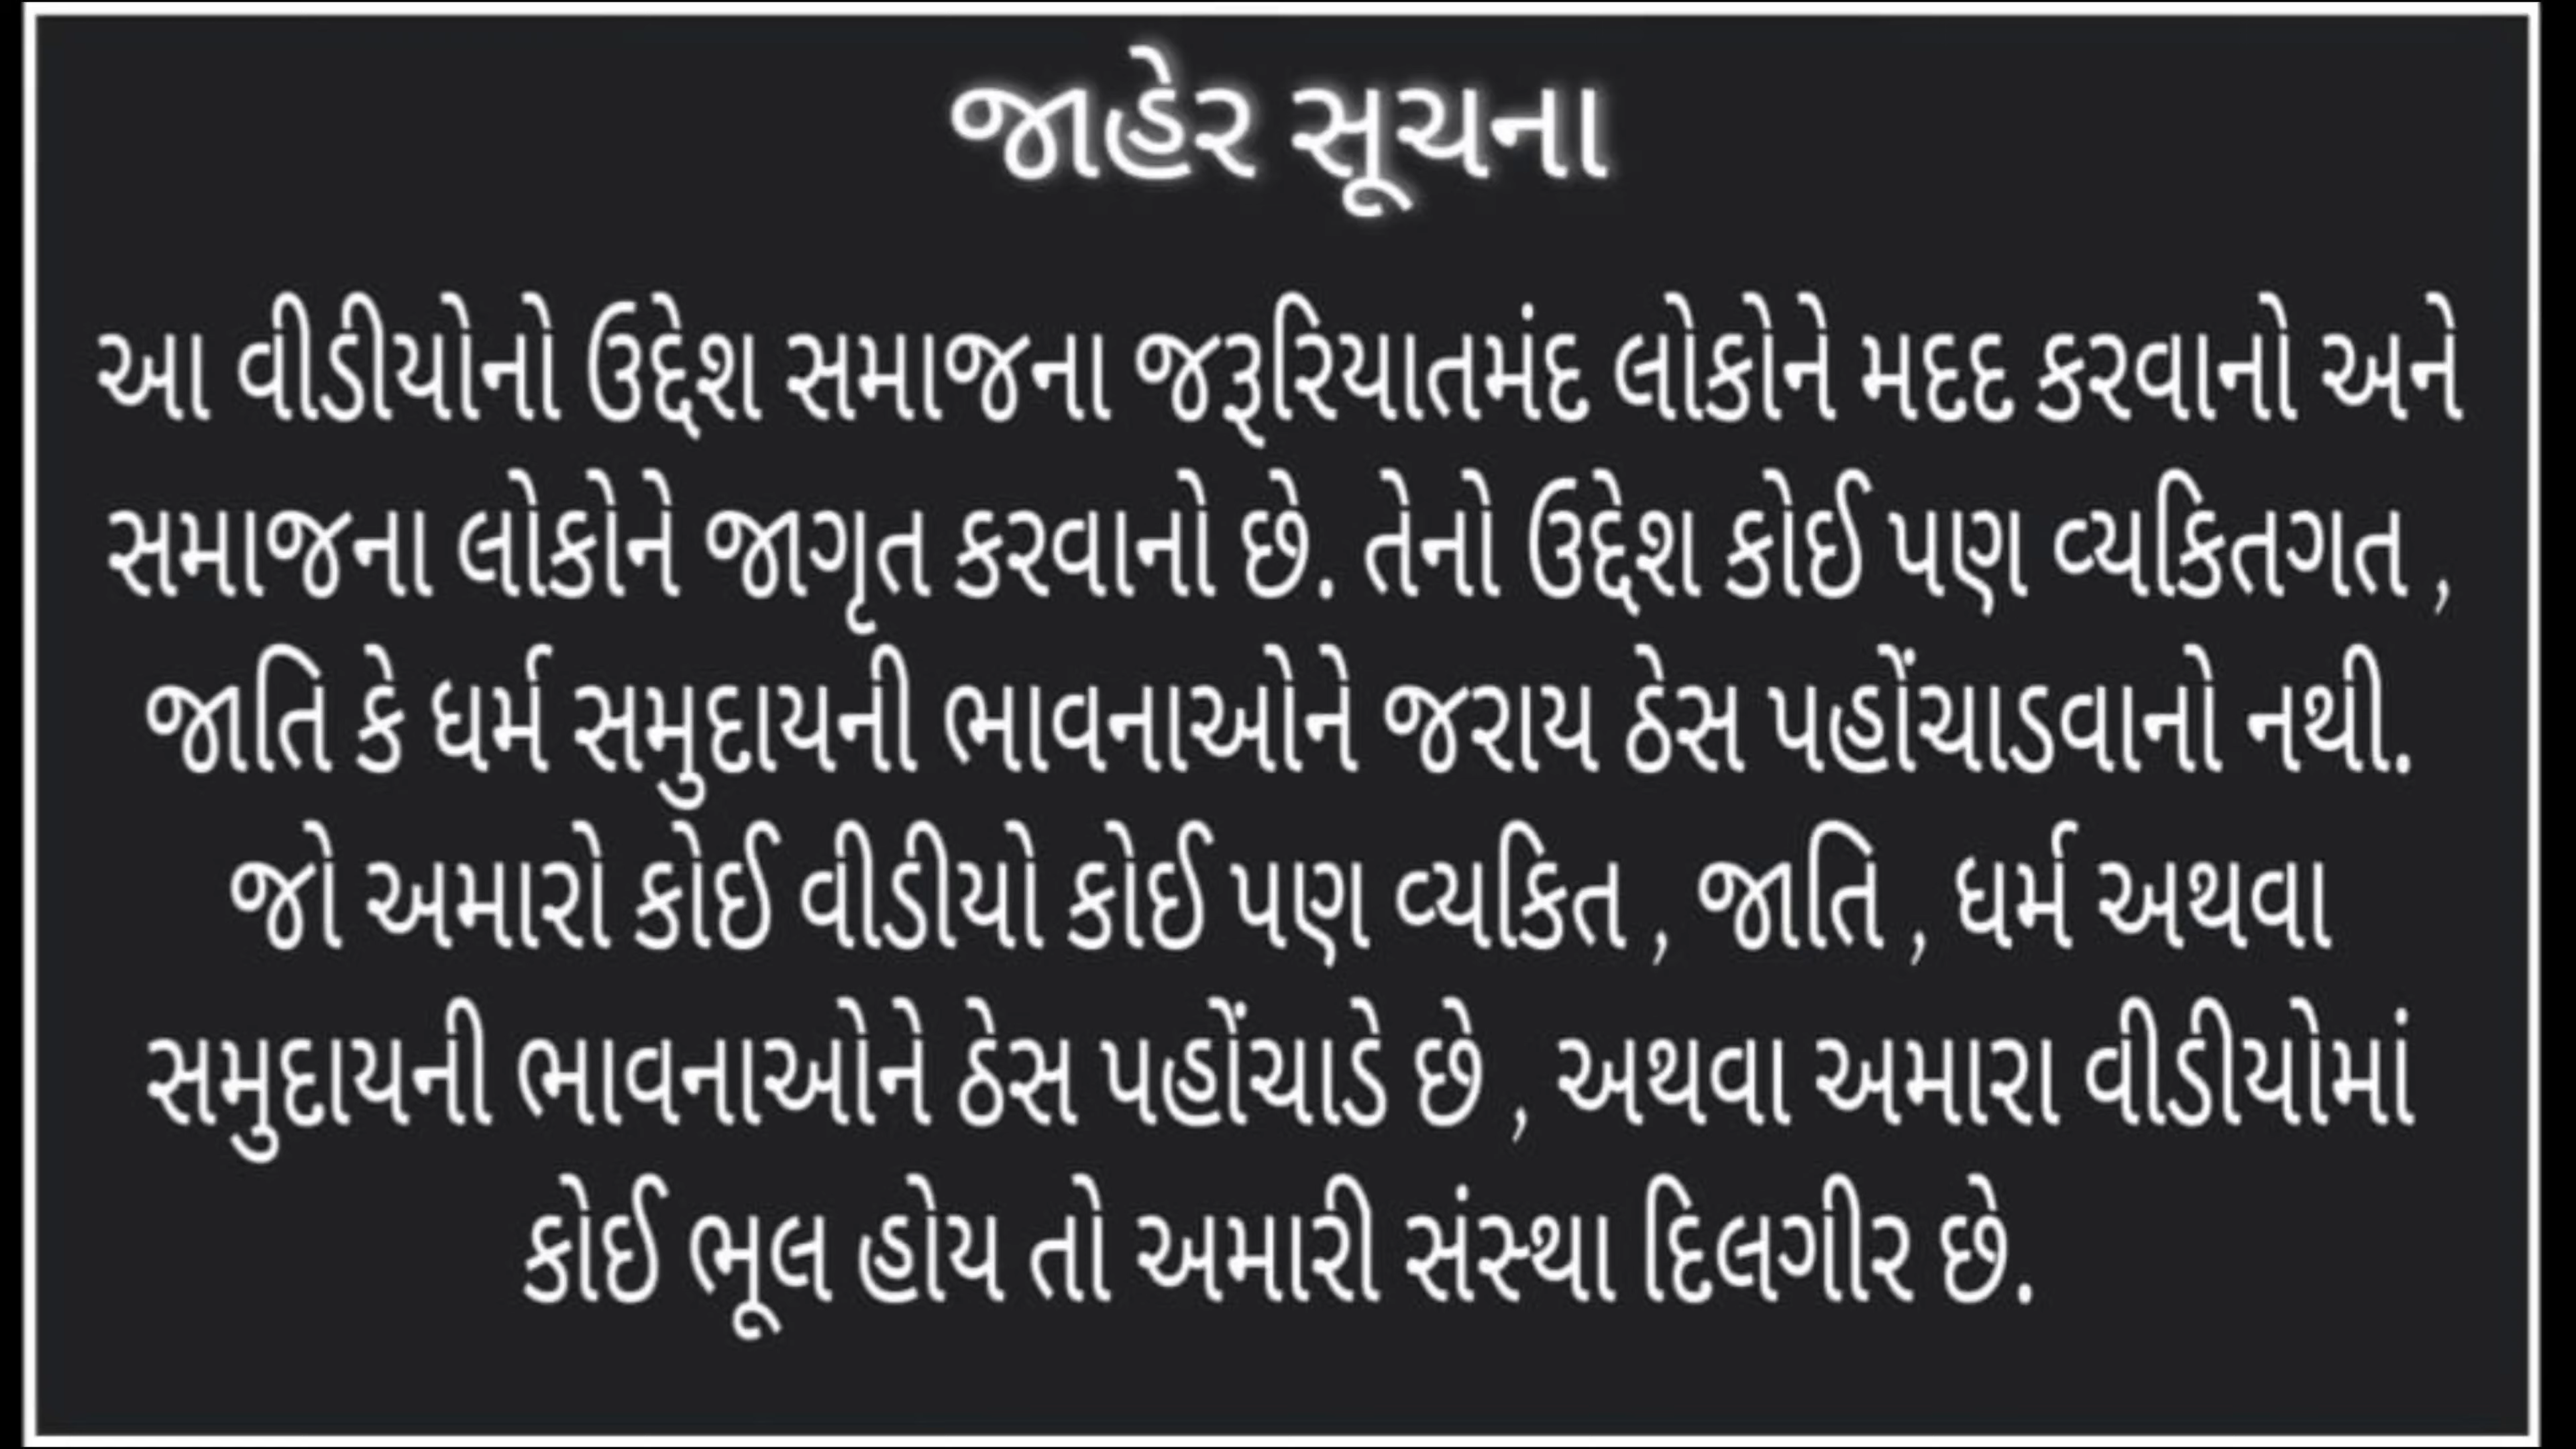 જાહેર સૂચના
આ વીડીયોનો ઉદ્દેશ સમાજના જરૂરિયાતમંદ લોકોને મદદ કરવાનો અને
સમાજના લોકોને જાગૃત કરવાનો છે. તેનો ઉદ્દેશ કોઈ પણ વ્યકિતગત ,
જાતિ કે ધર્મ સમુદાયની ભાવનાઓને જરાય ઠેસ પહોંચાડવાનો નથી.
જો અમારો કોઈ વીડીયો કોઈ પણ વ્યકિત , જાતિ , ધર્મ અથવા
સમુદાયની ભાવનાઓને ઠેસ પહોંચાડે છે , અથવા અમારા વીડીયોમાં
કોઈ ભૂલ હોય તો અમારી સંસ્થા દિલગીર છે.